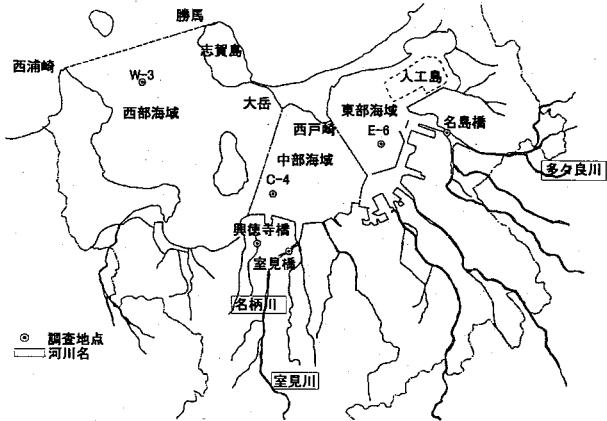 勝馬
志賀島
西浦崎
W-3
人工島
大岳
東部海域
西部海域
西戸崎
E-6
名島橋
中部海域
多々良川
C-4
興徳寺橋
室見橋
名柄川
調査地点
河川名
室見川